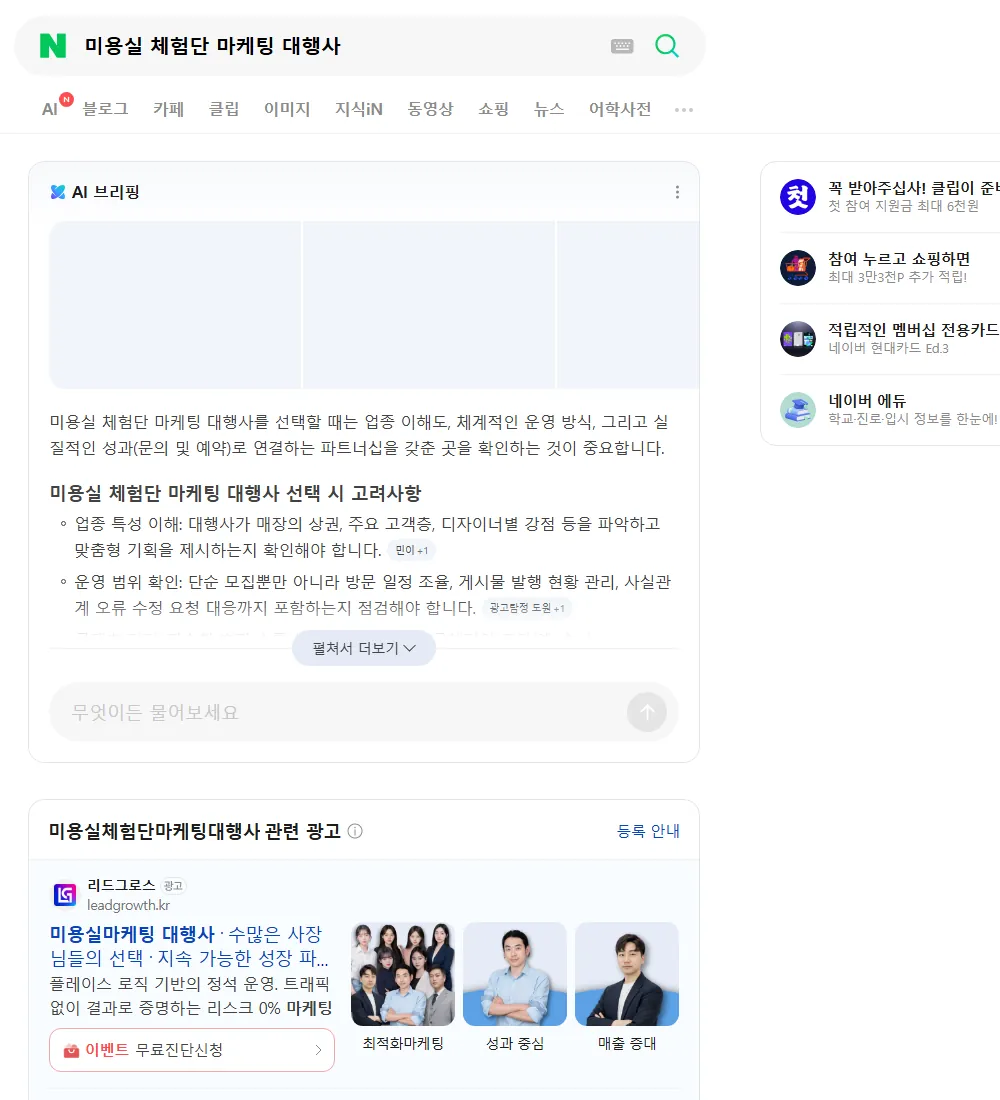 미용실 체험단 마케팅 대행사
AI N 블로그 카페 클립 이미지 지식iN 동영상 쇼핑 뉴스 어학사전
AI 브리핑
미용실 체험단 마케팅 대행사를 선택할 때는 업종 이해도, 체계적인 운영 방식, 그리고 실
질적인 성과(문의 및 예약)로 연결하는 파트너십을 갖춘 곳을 확인하는 것이 중요합니다.
미용실 체험단 마케팅 대행사 선택 시 고려사항
업종 특성 이해: 대행사가 매장의 상권, 주요 고객층, 디자이너별 강점 등을 파악하고
맞춤형 기획을 제시하는지 확인해야 합니다. 민이 +1
운영 범위 확인: 단순 모집뿐만 아니라 방문 일정 조율, 게시물 발행 현황 관리, 사실관
계 오류 수정 요청 대응까지 포함하는지 점검해야 합니다. 광고탐정 도원 +1
펼쳐서 더보기
무엇이든 물어보세요
미용실체험단마케팅대행사 관련 광고 등록 안내
리드그로스 광고
leadgrowth.kr
미용실마케팅 대행사 · 수많은 사장
님들의 선택 · 지속 가능한 성장 파...
플레이스 로직 기반의 정석 운영. 트래픽
없이 결과로 증명하는 리스크 0% 마케팅
이벤트 무료진단신청
최적화마케팅 성과 중심 매출 증대
첫
꼭 받아주십사! 클립이 준
첫 참여 지원금 최대 6천원
참여 누르고 쇼핑하면
최대 3만3천P 추가 적립!
적립적인 멤버십 전용카드
네이버 현대카드 Ed.3
네이버 에듀
학교·진로·입시 정보를 한눈에!